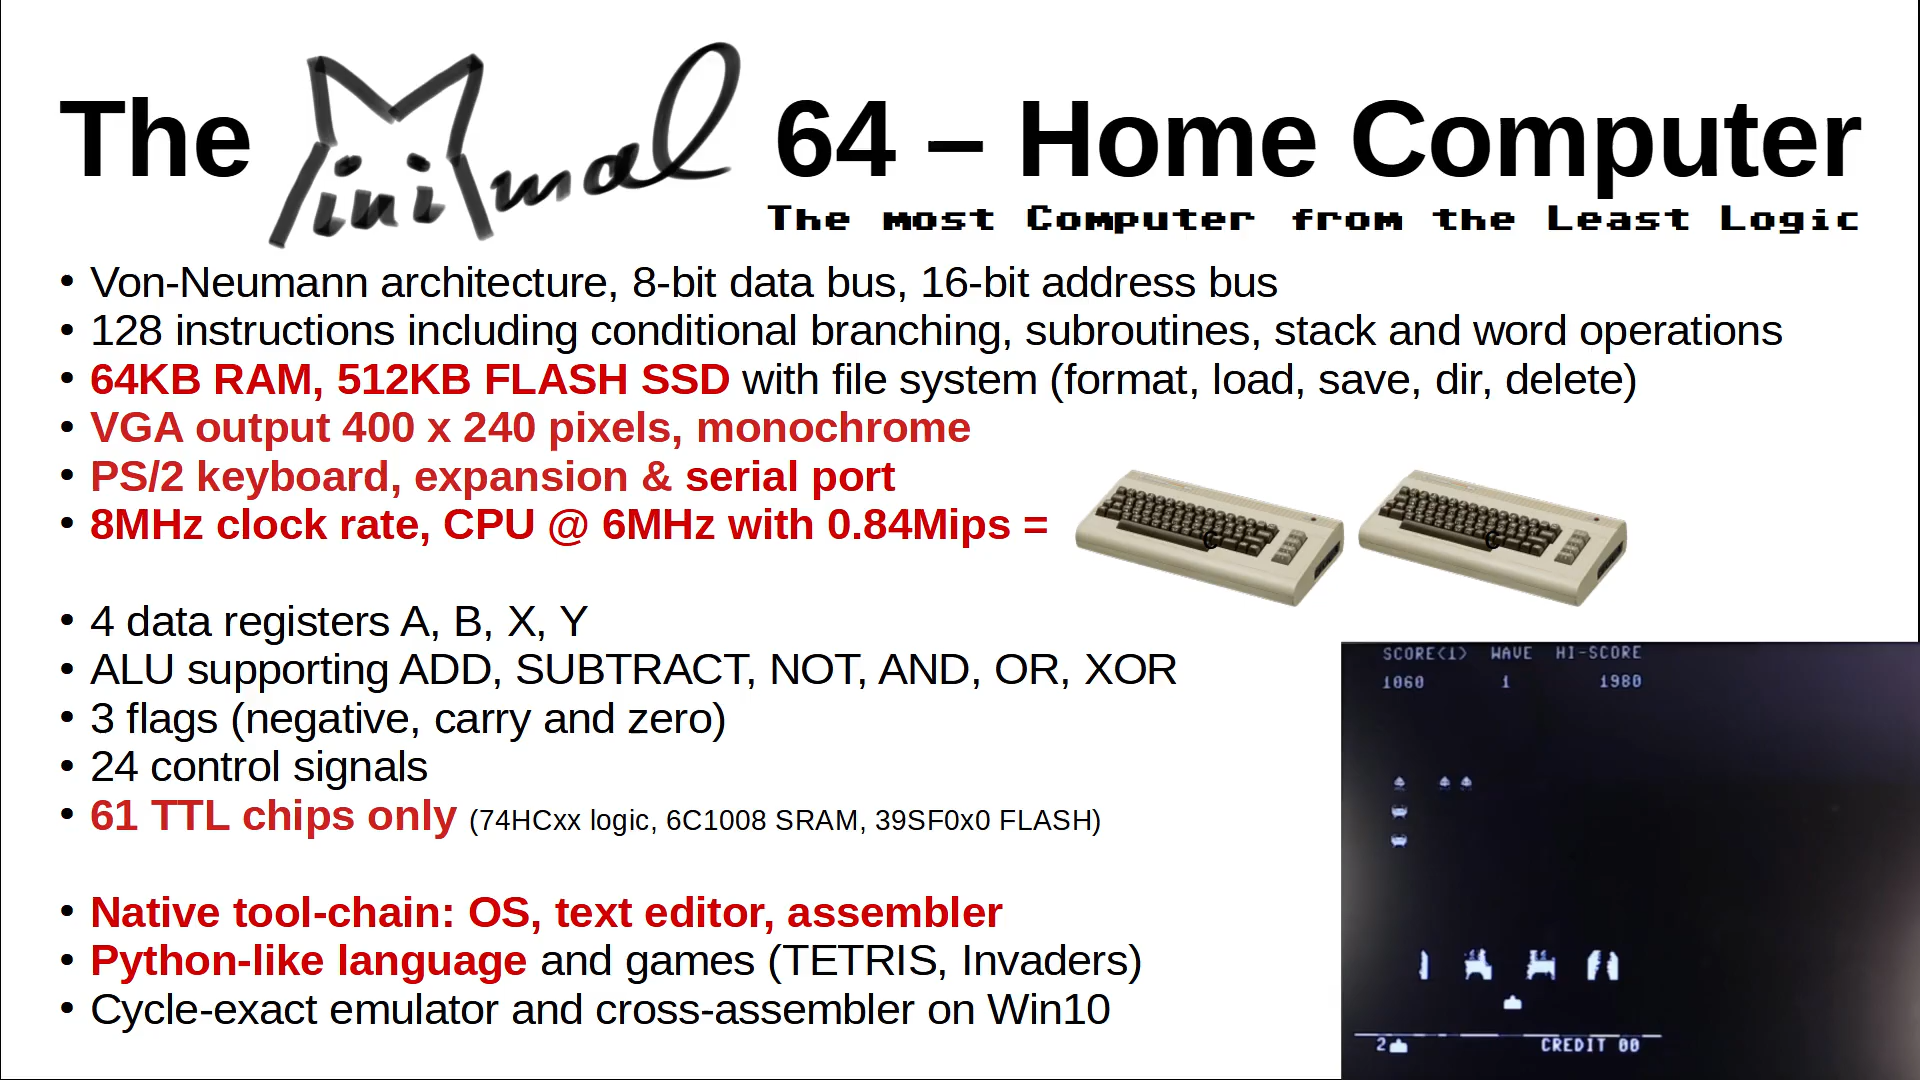 The Minimal 64 – Home Computer
The most Computer from the Least Logic
• Von-Neumann architecture, 8-bit data bus, 16-bit address bus
• 128 instructions including conditional branching, subroutines, stack and word operations
• 64KB RAM, 512KB FLASH SSD with file system (format, load, save, dir, delete)
• VGA output 400 x 240 pixels, monochrome
• PS/2 keyboard, expansion & serial port
• 8MHz clock rate, CPU @ 6MHz with 0.84Mips =
• 4 data registers A, B, X, Y
• ALU supporting ADD, SUBTRACT, NOT, AND, OR, XOR
• 3 flags (negative, carry and zero)
• 24 control signals
• 61 TTL chips only (74HCxx logic, 6C1008 SRAM, 39SF0x0 FLASH)
• Native tool-chain: OS, text editor, assembler
• Python-like language and games (TETRIS, Invaders)
• Cycle-exact emulator and cross-assembler on Win10
SCORE<1> WAVE HI-SCORE
1060 1 1980
2 CREDIT 00